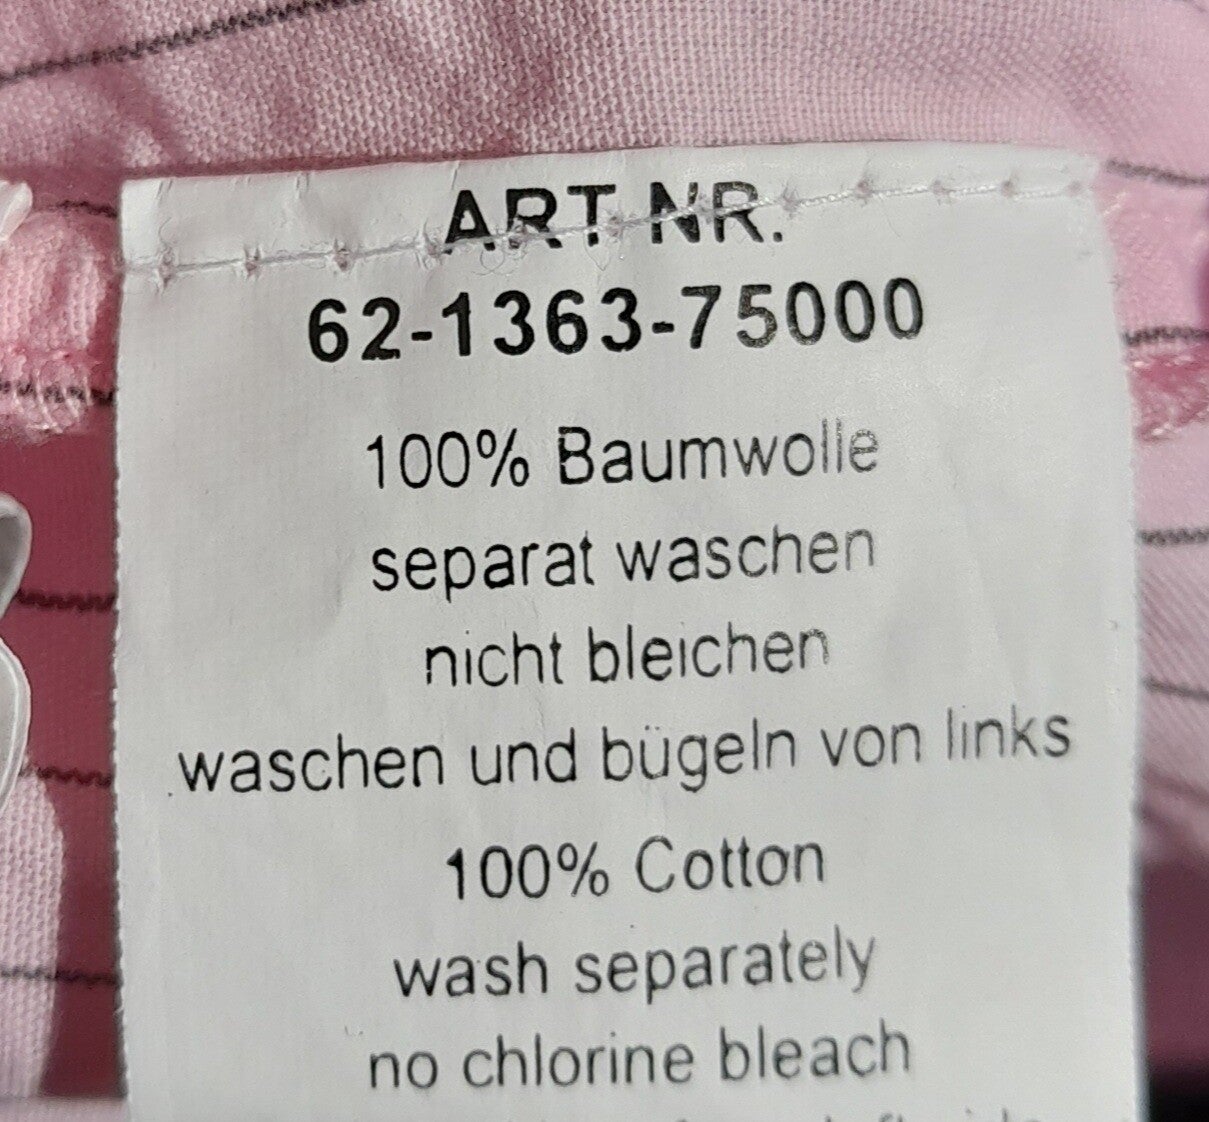 ART NR.
62-1363-75000
100% Baumwolle
separat waschen
nicht bleichen
waschen und bügeln von links
100% Cotton
wash separately
no chlorine bleach